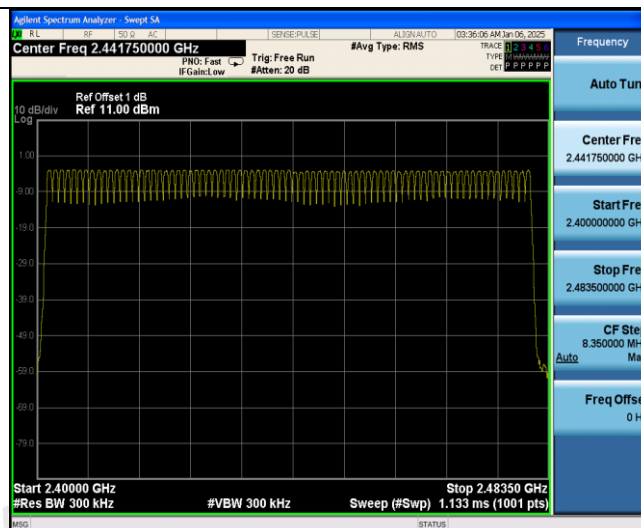 Agilent Spectrum Analyzer - Swept SA
RL RF 50 Ω AC SENSE:PULSE ALIGN AUTO 03:36:06 AM Jan 06, 2025
Center Freq 2.441750000 GHz
PNO: Fast
IFGain:Low
Trig: Free Run
#Atten: 20 dB
#Avg Type: RMS
TRACE 1 2 3 4 5 6
TYPE M
DET P P P P P P
Ref Offset 1 dB
10 dB/div Ref 11.00 dBm
Log
1.00
-9.00
-19.0
-29.0
-39.0
-49.0
-59.0
-69.0
-79.0
Start 2.40000 GHz Stop 2.48350 GHz
#Res BW 300 kHz #VBW 300 kHz Sweep (#Swp) 1.133 ms (1001 pts)
MSG STATUS
Frequency
Auto Tun
Center Fre
2.441750000 GH
Start Fre
2.400000000 GH
Stop Fre
2.483500000 GH
CF Ste
8.350000 MH
Auto Ma
Freq Offse
0 H